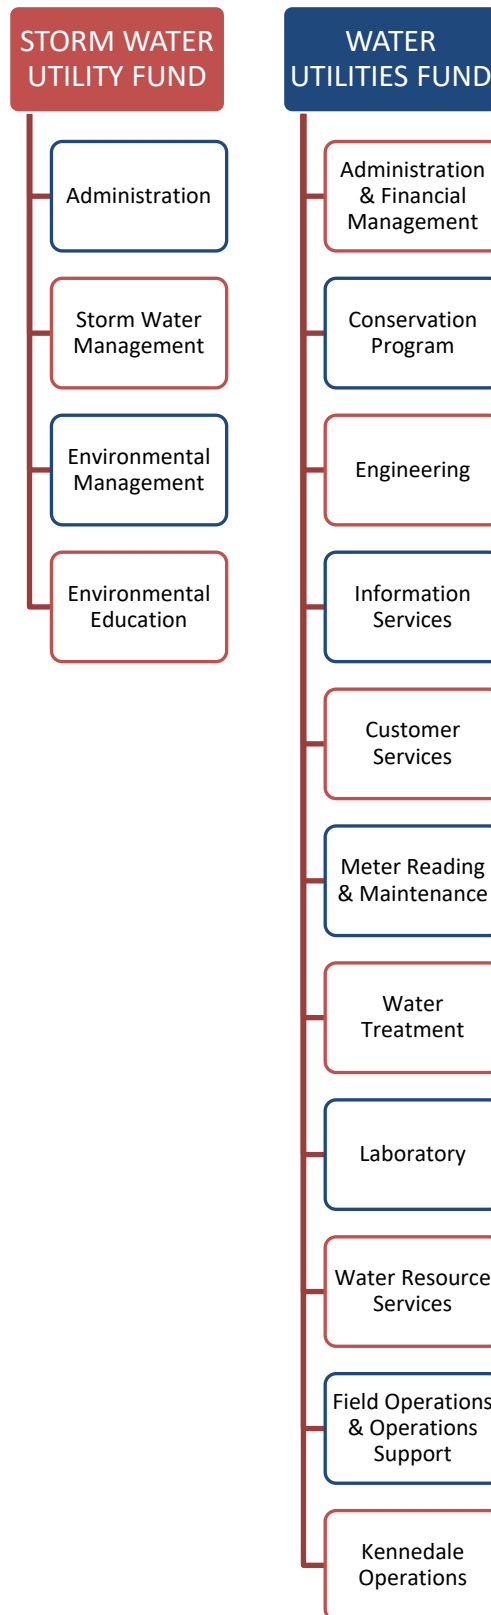 STORM WATER
UTILITY FUND
Administration
Storm Water
Management
Environmental
Management
Environmental
Education
WATER
UTILITIES FUND
Administration
& Financial
Management
Conservation
Program
Engineering
Information
Services
Customer
Services
Meter Reading
& Maintenance
Water
Treatment
Laboratory
Water Resource
Services
Field Operations
& Operations
Support
Kennedale
Operations